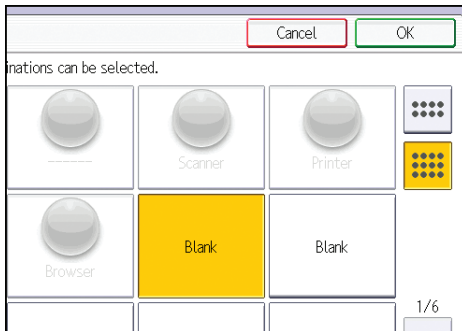 Cancel OK
inations can be selected.
Scanner Printer
Browser Blank Blank
1/6